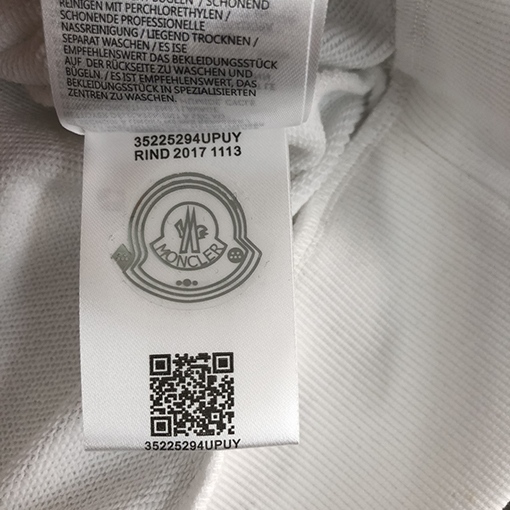 REINIGEN MIT PERCHLORETHYLEN / SCHONEND
SCHONENDE PROFESSIONELLE
NASSREINIGUNG / LIEGEND TROCKNEN /
SEPARAT WASCHEN / ES ISE
EMPFEHLENSWERT DAS BEKLEIDUNGSSTÜCK
AUF DER RÜCKSEITE ZU WASCHEN UND
BÜGELN. / ES IST EMPFEHLENSWERT, DAS
BEKLEIDUNGSSTÜCK IN SPEZIALISIERTEN
ZENTREN ZU WASCHEN.
35225294UPUY
RIND 2017 1113
MONCLER
35225294UPUY